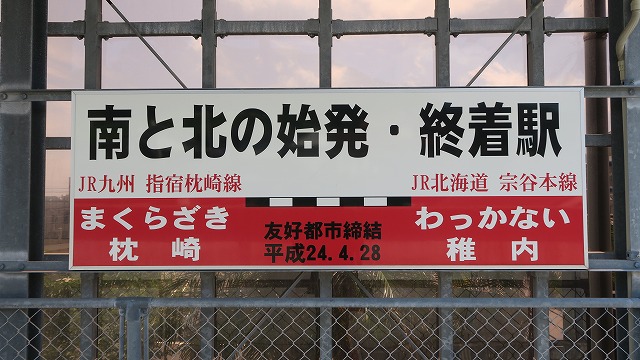 南と北の始発・終着駅
JR九州 指宿枕崎線
JR北海道 宗谷本線
まくらざき
枕崎
友好都市締結
平成24.4.28
わっかない
稚内